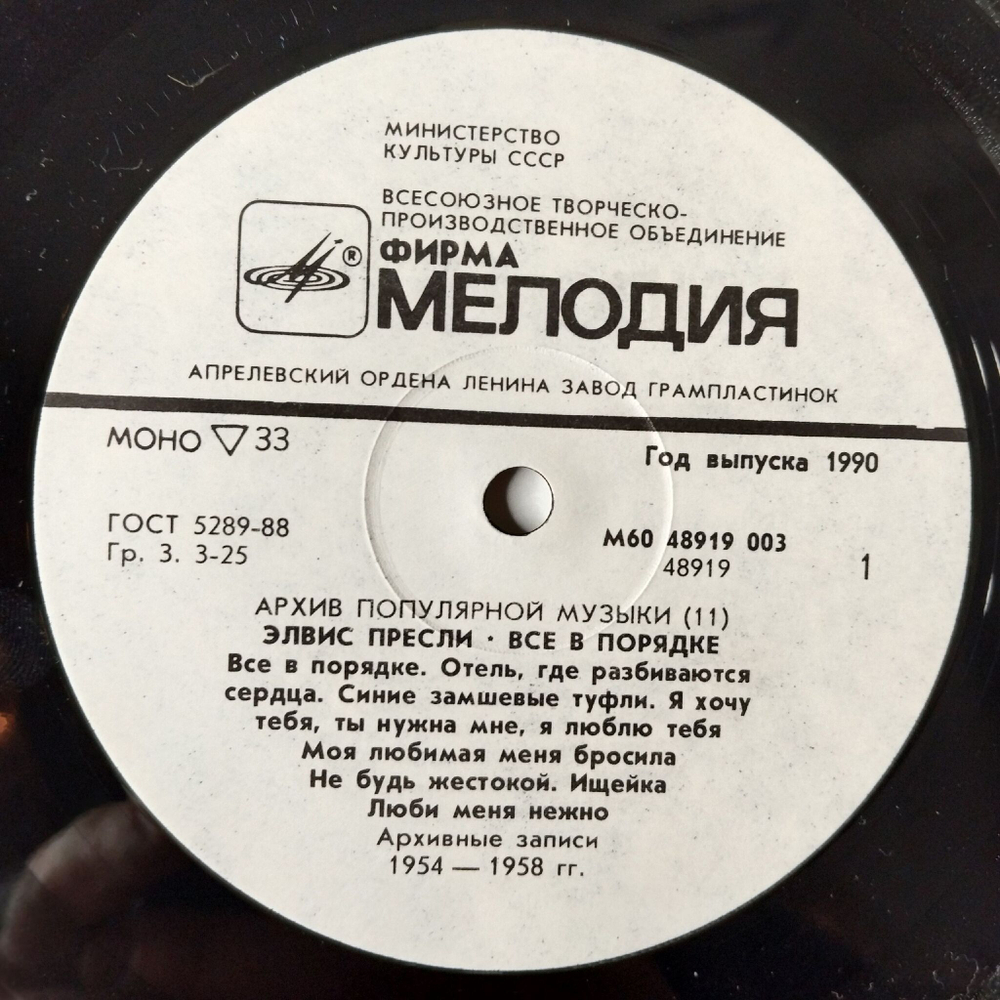 МИНИСТЕРСТВО
КУЛЬТУРЫ СССР
ВСЕСОЮЗНОЕ ТВОРЧЕСКО-
ПРОИЗВОДСТВЕННОЕ ОБЪЕДИНЕНИЕ
ФИРМА
®
МЕЛОДИЯ
АПРЕЛЕВСКИЙ ОРДЕНА ЛЕНИНА ЗАВОД ГРАМПЛАСТИНОК
МОНО ▽ 33
Год выпуска 1990
ГОСТ 5289-88
Гр. 3. 3-25
М60 48919 003
48919
1
АРХИВ ПОПУЛЯРНОЙ МУЗЫКИ (11)
ЭЛВИС ПРЕСЛИ · ВСЕ В ПОРЯДКЕ
Все в порядке. Отель, где разбиваются
сердца. Синие замшевые туфли. Я хочу
тебя, ты нужна мне, я люблю тебя
Моя любимая меня бросила
Не будь жестокой. Ищейка
Люби меня нежно
Архивные записи
1954 — 1958 гг.